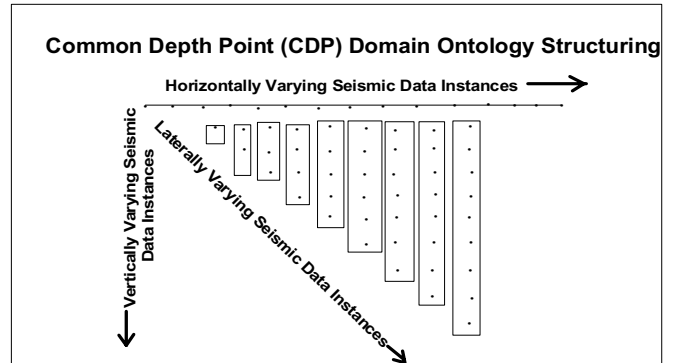 Common Depth Point (CDP) Domain Ontology Structuring
Horizontally Varying Seismic Data Instances
Vertically Varying Seismic
Data Instances
Laterally Varying Seismic Data Instances